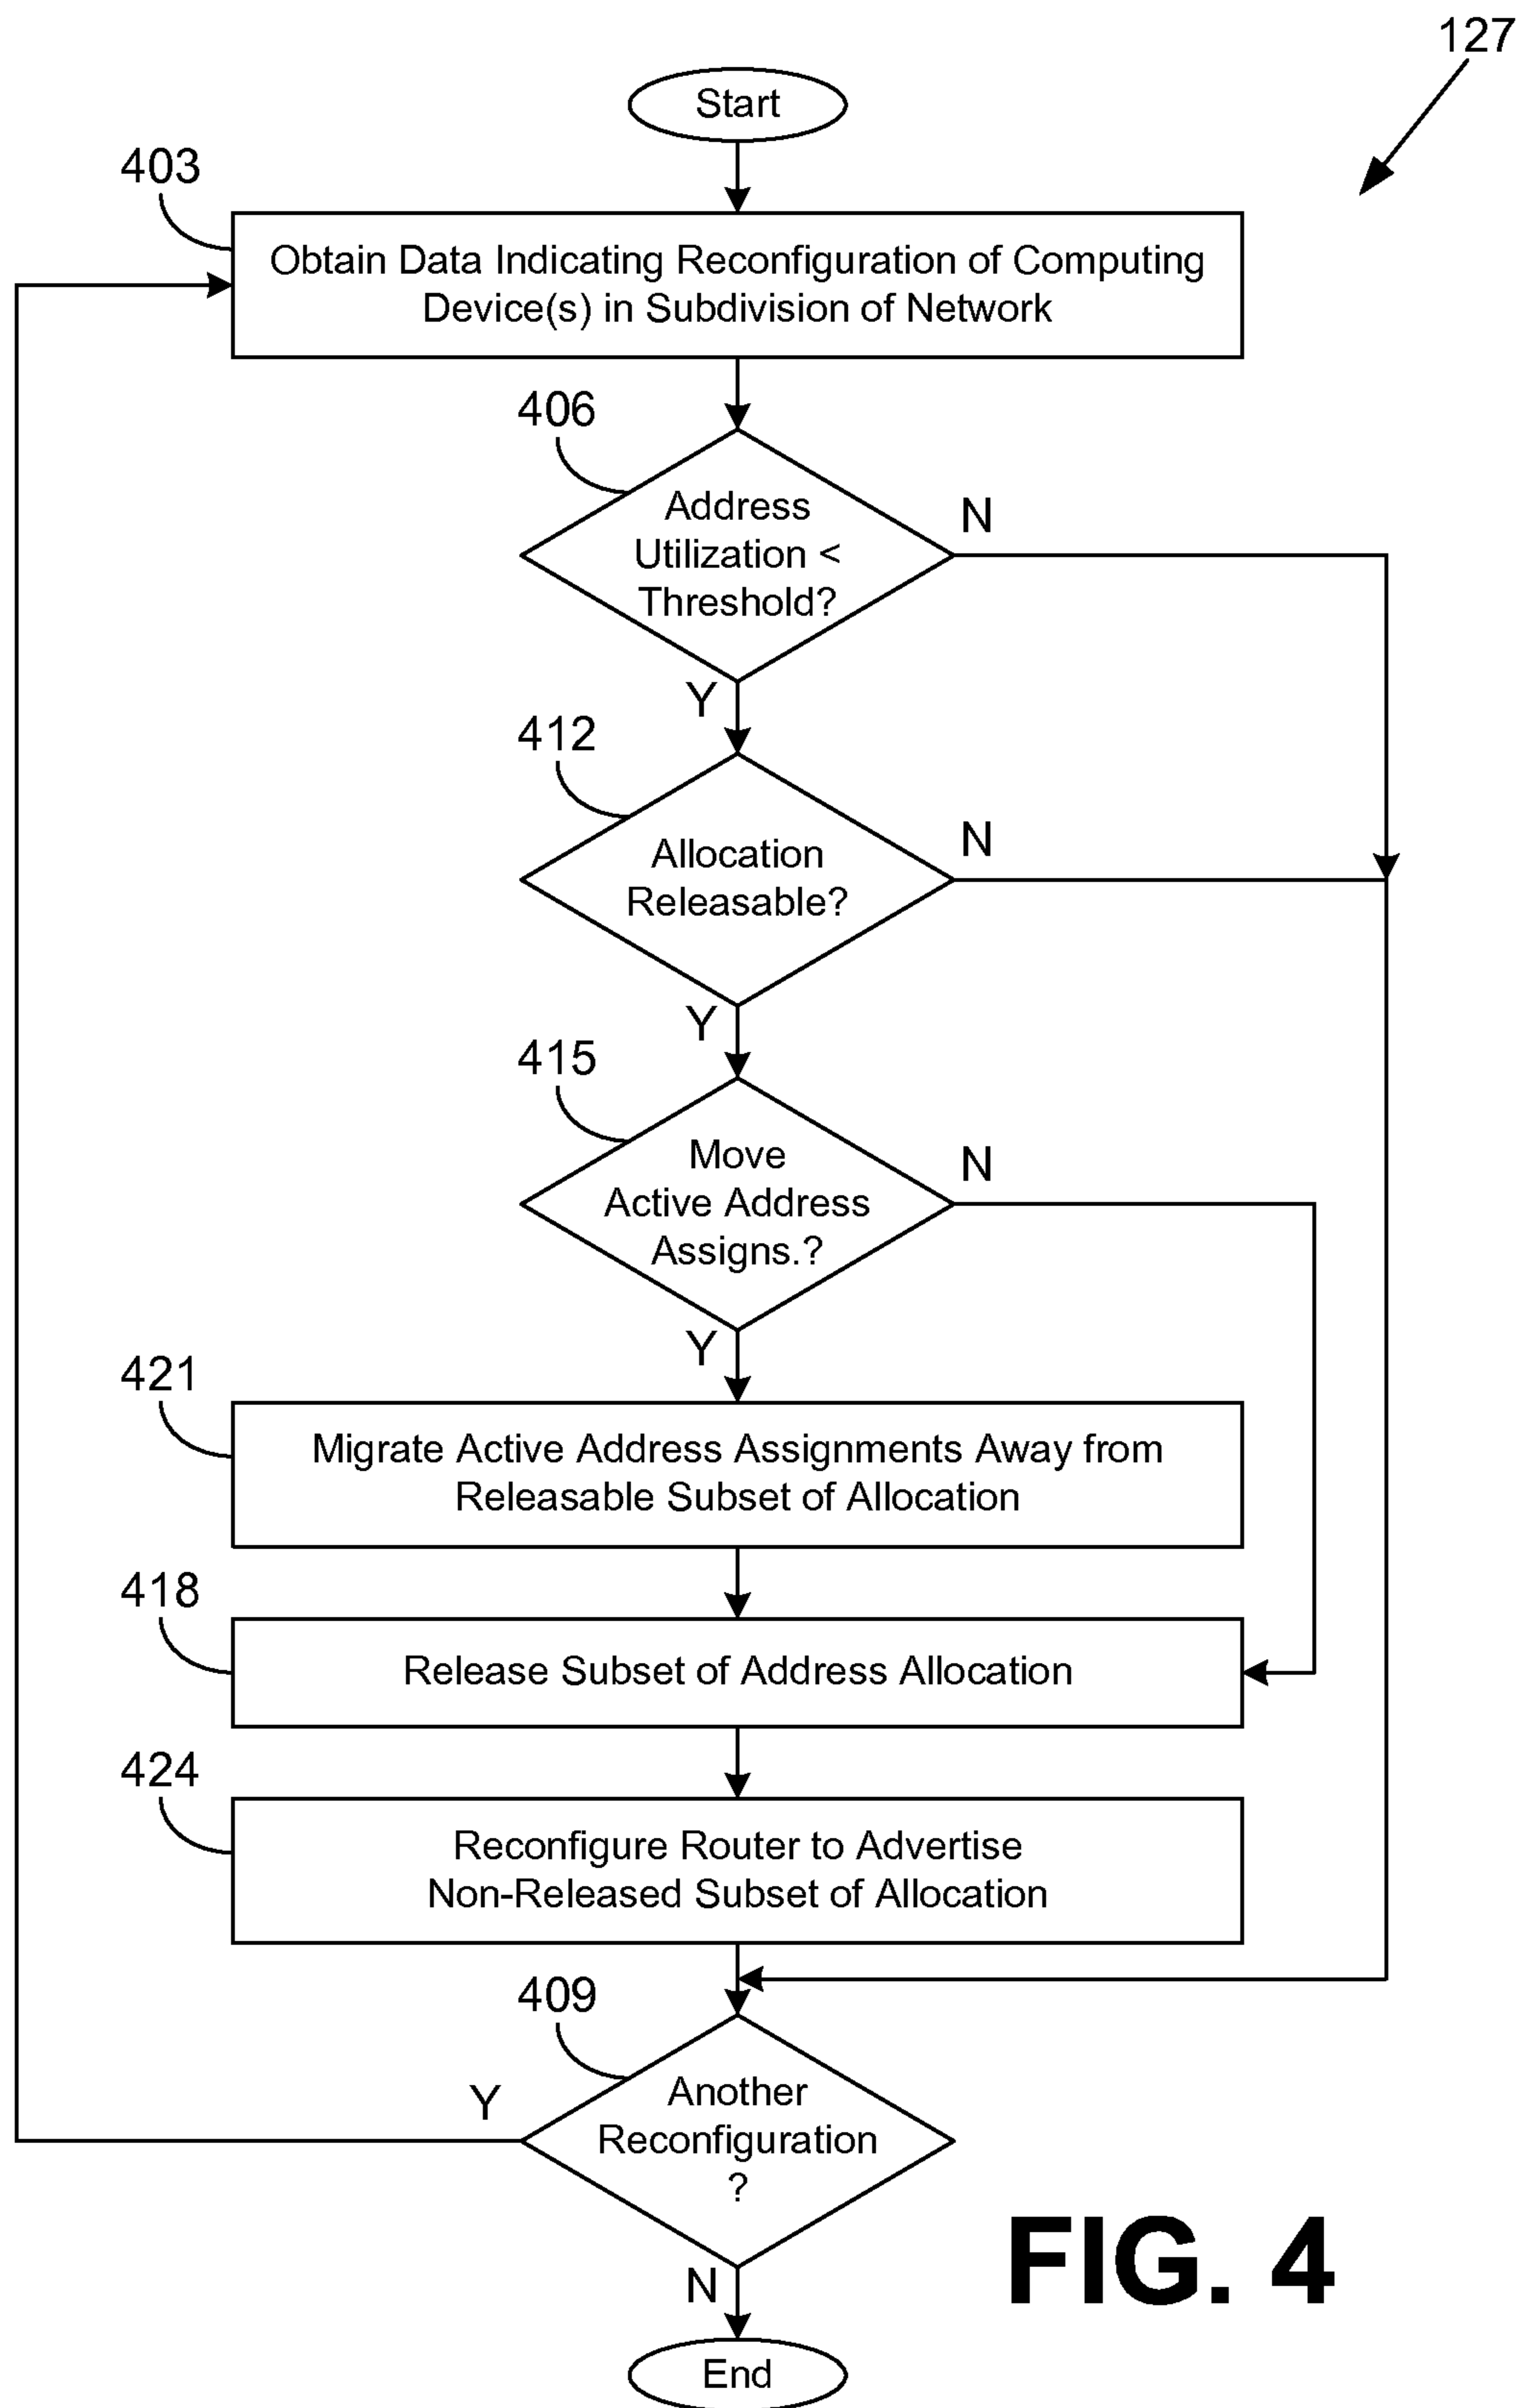 127
Start
403
Obtain Data Indicating Reconfiguration of Computing
Device(s) in Subdivision of Network
406
Address
Utilization <
Threshold?
N
Y
412
Allocation
Releasable?
N
Y
415
Move
Active Address
Assigns.?
N
Y
421
Migrate Active Address Assignments Away from
Releasable Subset of Allocation
418
Release Subset of Address Allocation
424
Reconfigure Router to Advertise
Non-Released Subset of Allocation
409
Another
Reconfiguration
?
Y
N
End
FIG. 4